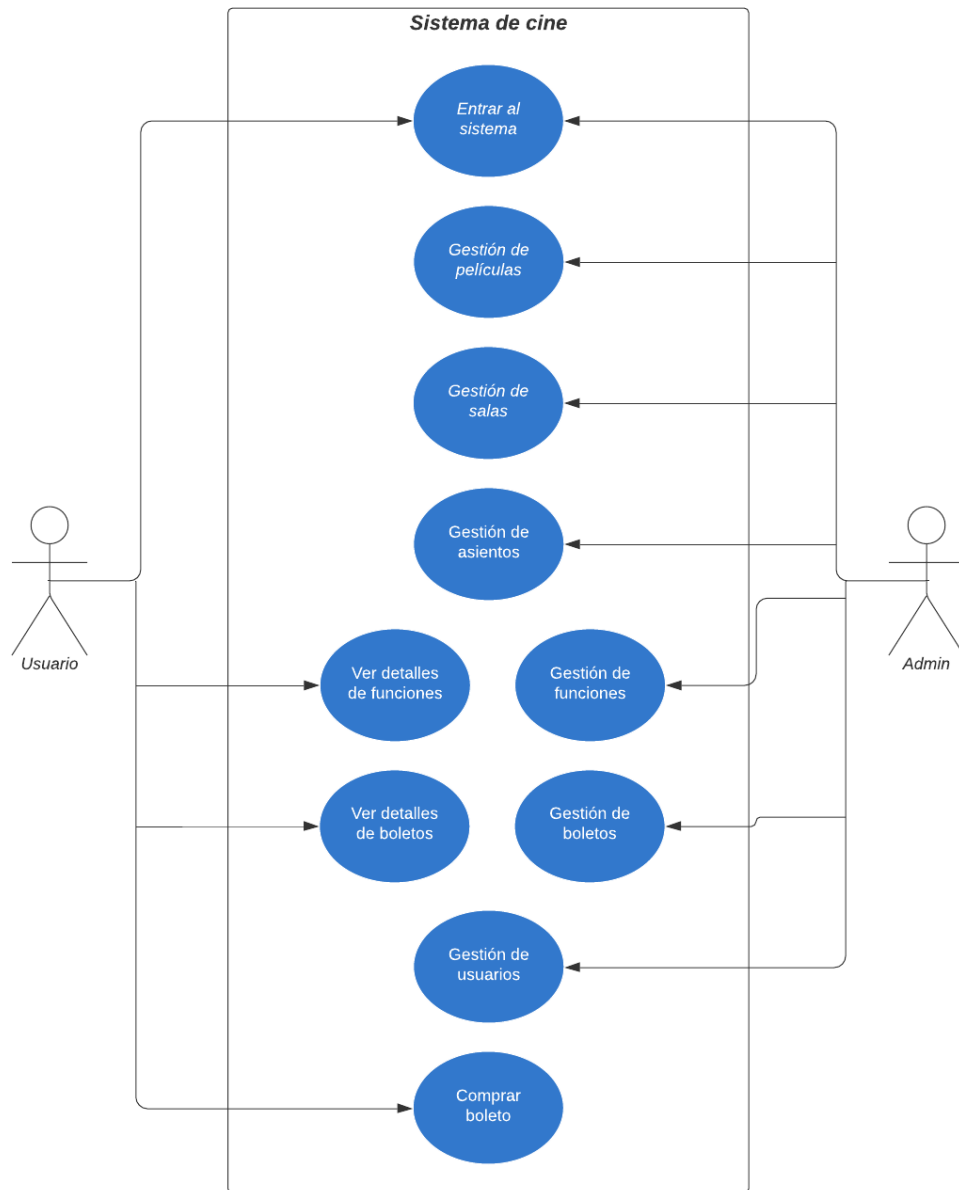 Sistema de cine
Entrar al
sistema
Gestión de
películas
Gestión de
salas
Gestión de
asientos
Usuario
Admin
Ver detalles
de funciones
Gestión de
funciones
Ver detalles
de boletos
Gestión de
boletos
Gestión de
usuarios
Comprar
boleto